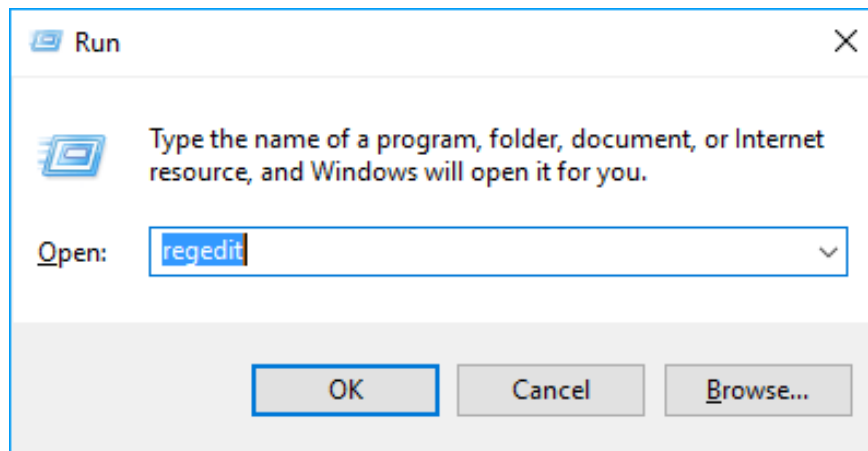 Run
Type the name of a program, folder, document, or Internet
resource, and Windows will open it for you.
Open: regedit
OK Cancel Browse...